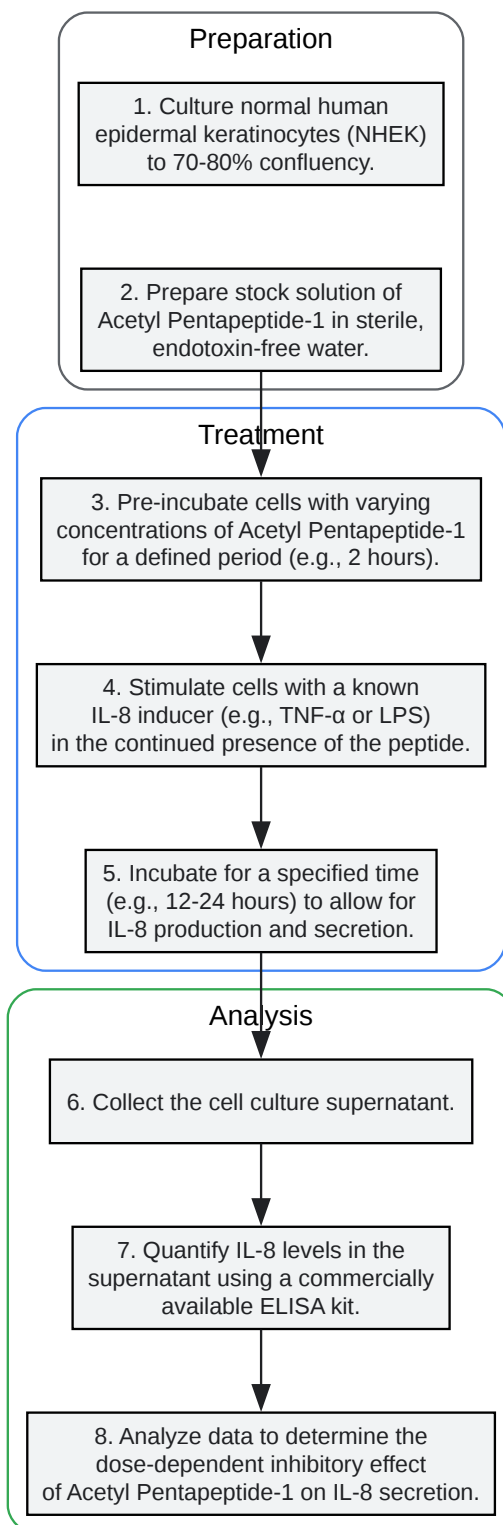 Preparation
1. Culture normal human
epidermal keratinocytes (NHEK)
to 70-80% confluency.
2. Prepare stock solution of
Acetyl Pentapeptide-1 in sterile,
endotoxin-free water.
Treatment
3. Pre-incubate cells with varying
concentrations of Acetyl Pentapeptide-1
for a defined period (e.g., 2 hours).
4. Stimulate cells with a known
IL-8 inducer (e.g., TNF-α or LPS)
in the continued presence of the peptide.
5. Incubate for a specified time
(e.g., 12-24 hours) to allow for
IL-8 production and secretion.
Analysis
6. Collect the cell culture supernatant.
7. Quantify IL-8 levels in the
supernatant using a commercially
available ELISA kit.
8. Analyze data to determine the
dose-dependent inhibitory effect
of Acetyl Pentapeptide-1 on IL-8 secretion.